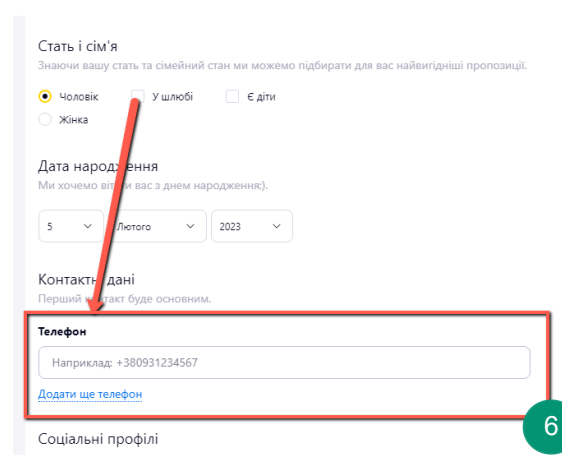 Стать і сім'я
Знаючи вашу стать та сімейний стан ми можемо підбирати для вас найвигідніші пропозиції.
Чоловік У шлюбі Є діти
Жінка
Дата народження
Ми хочемо вітати вас з днем народження;).
5 Лютого 2023
Контактні дані
Перший контакт буде основним.
Телефон
Наприклад: +380931234567
Додати ще телефон
Соціальні профілі
6